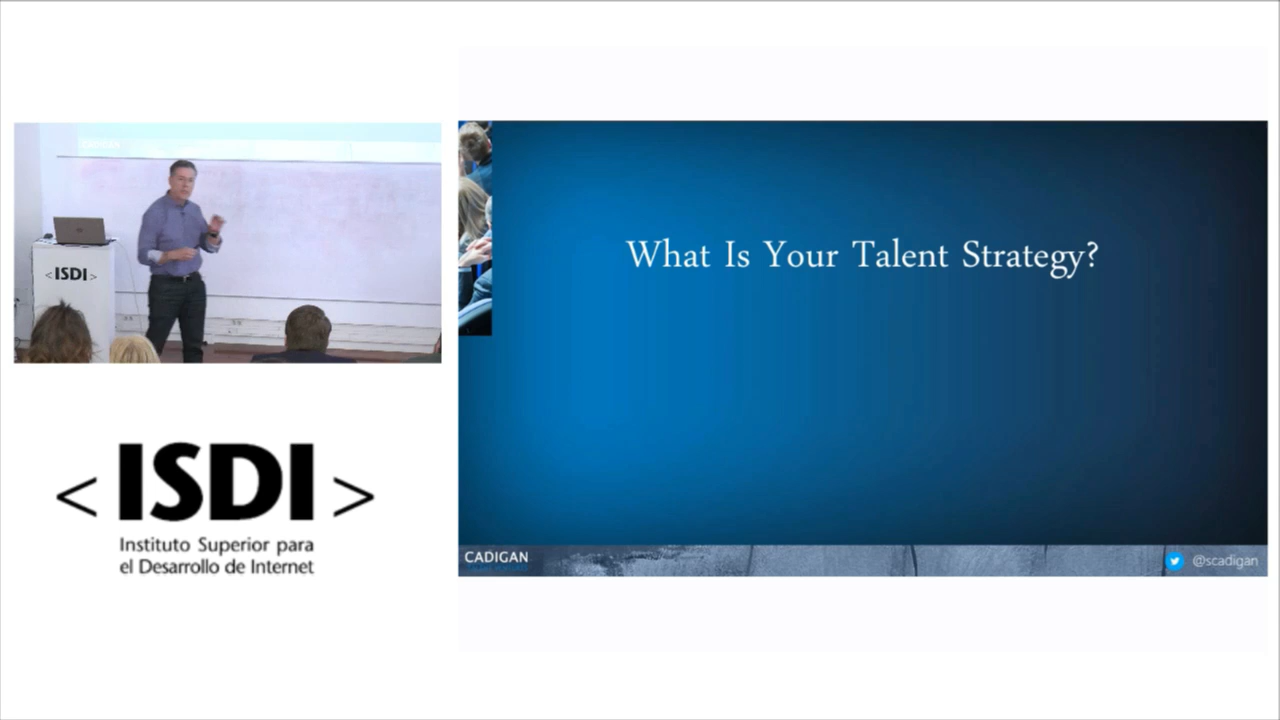 <ISDI>
<ISDI>
Instituto Superior para
el Desarrollo de Internet
What Is Your Talent Strategy?
CADIGAN
@scadigan